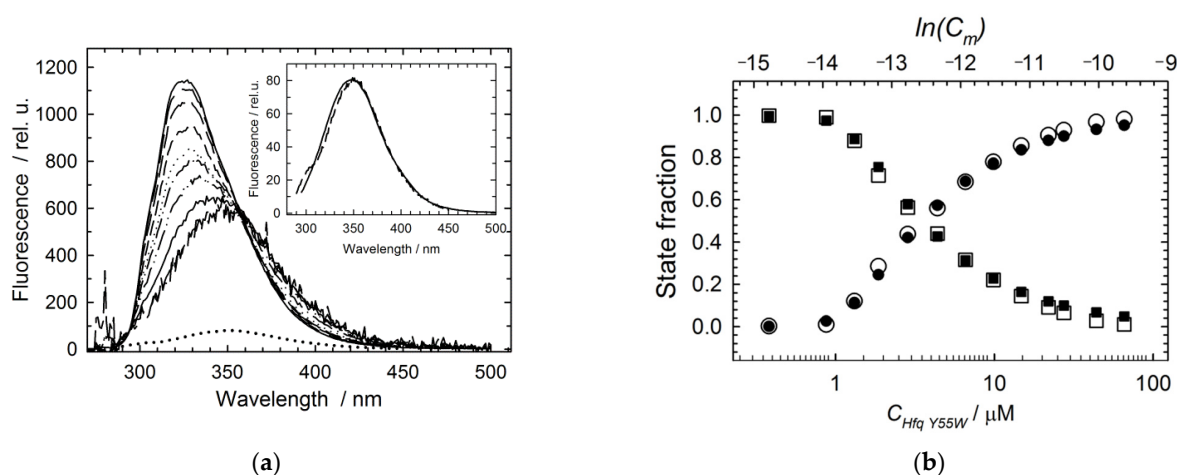 1200
1000
800
600
400
200
0
Fluorescence / rel. u.
300 350 400 450 500
Wavelength / nm
80
60
40
20
0
Fluorescence / rel.u.
300 350 400 450 500
Wavelength / nm
(a)
ln(Cm)
−15 −14 −13 −12 −11 −10 −9
1.0
0.8
0.6
0.4
0.2
0.0
State fraction
1 10 100
CHfq Y55W / μM
(b)